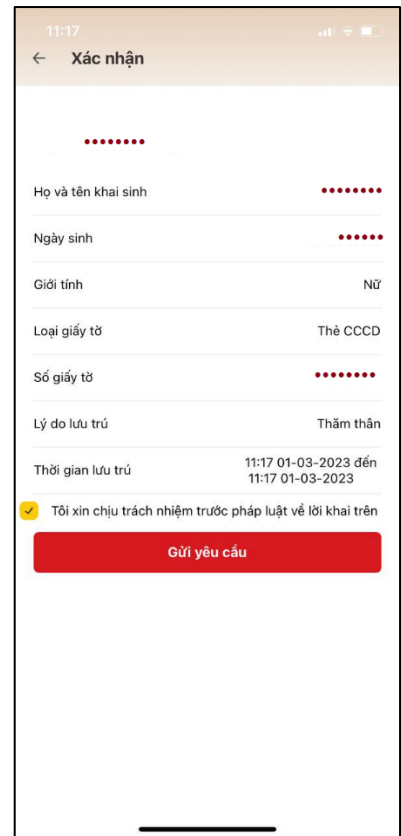 11:17
Xác nhận
••••••••
Họ và tên khai sinh ••••••••
Ngày sinh ••••••
Giới tính Nữ
Loại giấy tờ Thẻ CCCD
Số giấy tờ ••••••••
Lý do lưu trú Thăm thân
Thời gian lưu trú 11:17 01-03-2023 đến
11:17 01-03-2023
Tôi xin chịu trách nhiệm trước pháp luật về lời khai trên
Gửi yêu cầu